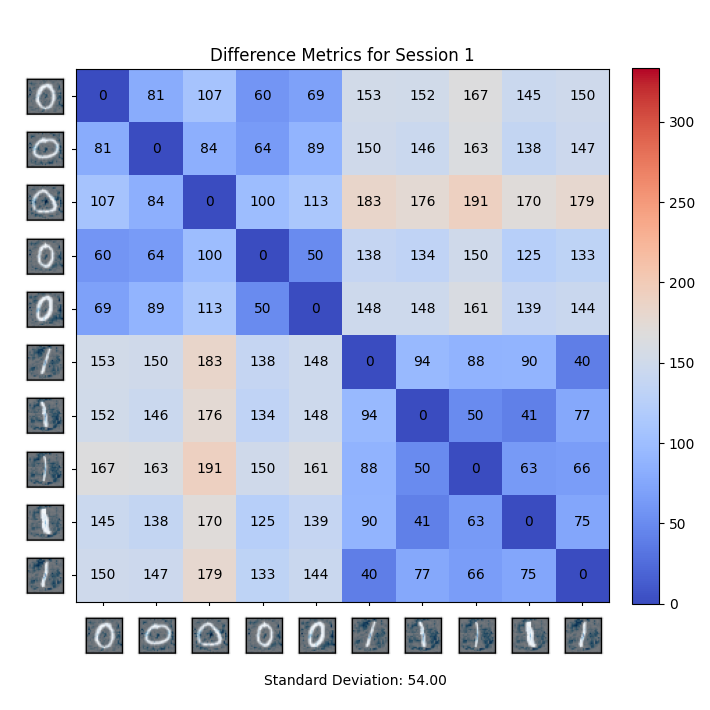 Difference Metrics for Session 1
0 81 107 60 69 153 152 167 145 150
81 0 84 64 89 150 146 163 138 147
107 84 0 100 113 183 176 191 170 179
60 64 100 0 50 138 134 150 125 133
69 89 113 50 0 148 148 161 139 144
153 150 183 138 148 0 94 88 90 40
152 146 176 134 148 94 0 50 41 77
167 163 191 150 161 88 50 0 63 66
145 138 170 125 139 90 41 63 0 75
150 147 179 133 144 40 77 66 75 0
300
250
200
150
100
50
0
Standard Deviation: 54.00